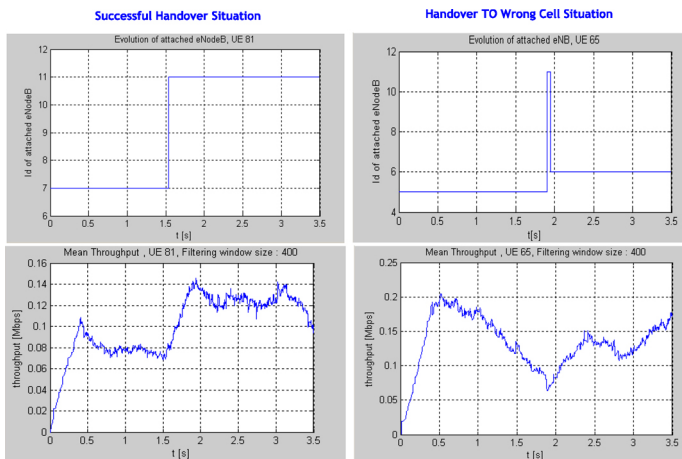 Successful Handover Situation
Handover TO Wrong Cell Situation
Evolution of attached eNodeB, UE 81
Id of attached eNodeB
12
11
10
9
8
7
6
0 0.5 1 1.5 2 2.5 3 3.5
t [s]
Evolution of attached eNB, UE 65
Id of attached eNodeB
12
10
8
6
4
0 0.5 1 1.5 2 2.5 3 3.5
t[s]
Mean Throughput , UE 81, Filtering window size : 400
throughput [Mbps]
0.16
0.14
0.12
0.1
0.08
0.06
0.04
0.02
0
0 0.5 1 1.5 2 2.5 3 3.5
t [s]
Mean Throughput , UE 65, Filtering window size : 400
throughput [Mbps]
0.25
0.2
0.15
0.1
0.05
0
0 0.5 1 1.5 2 2.5 3 3.5
t [s]